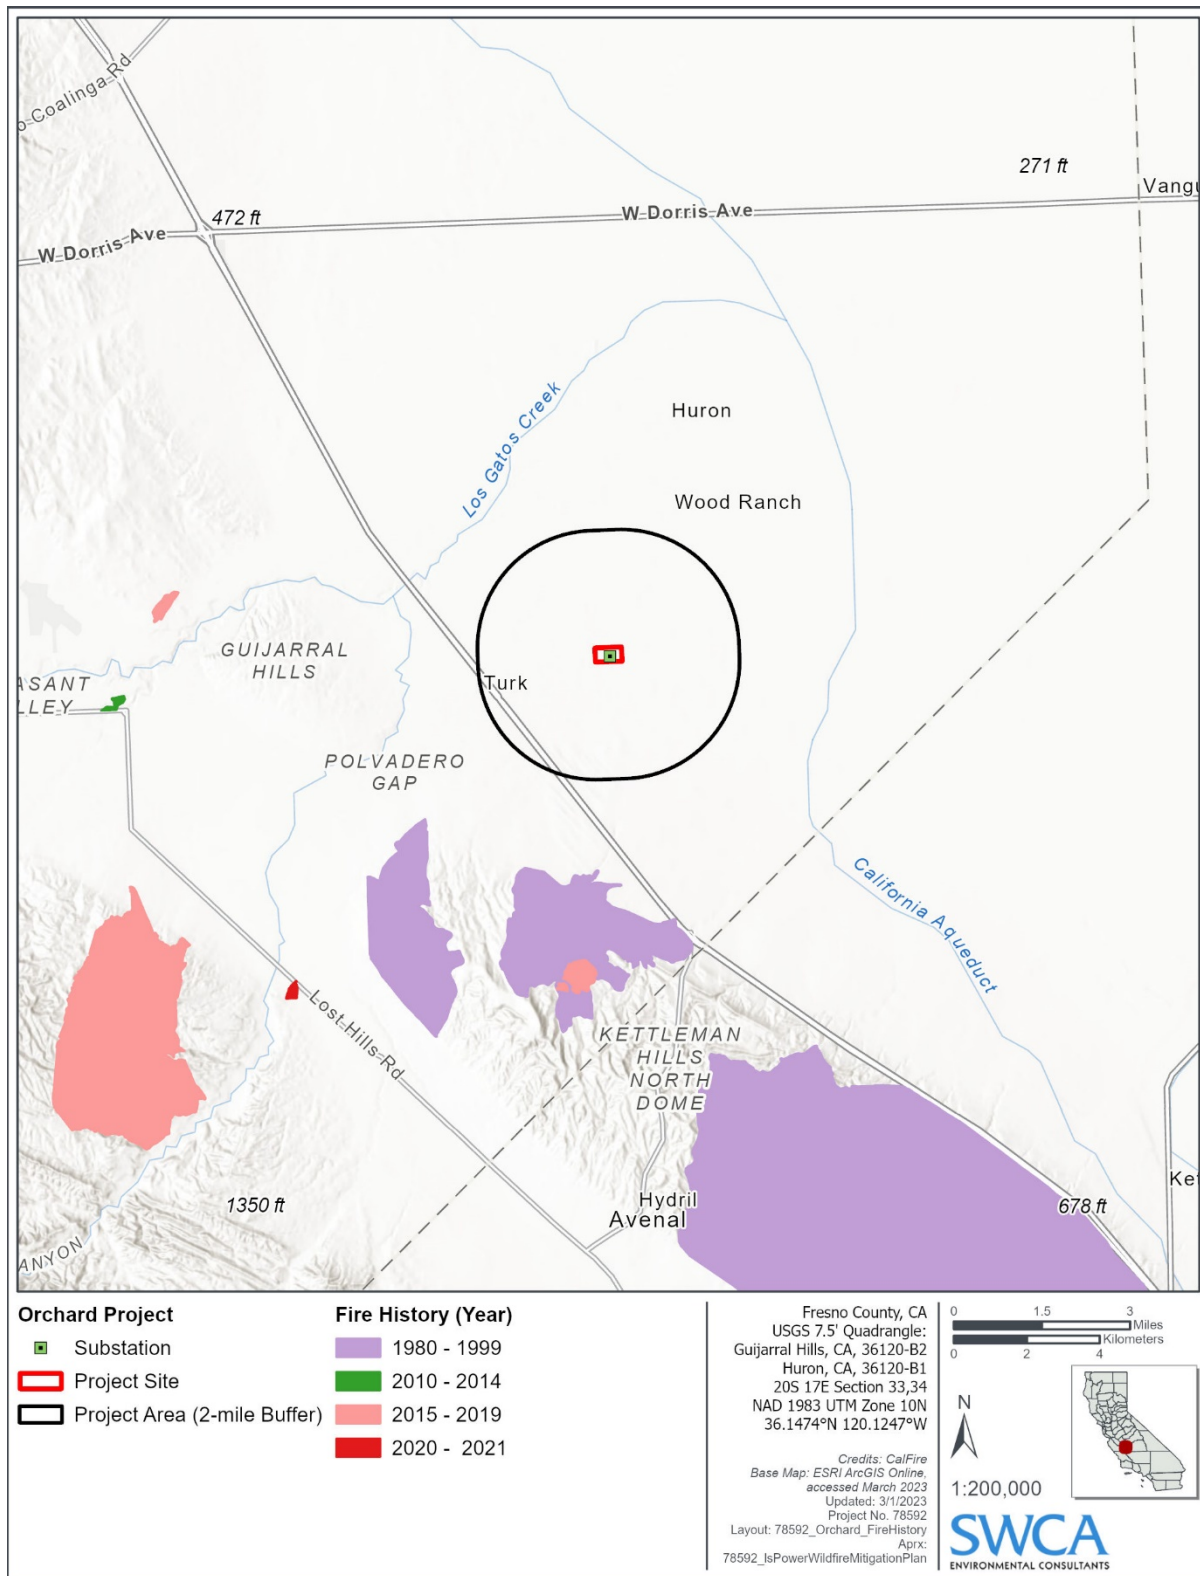 o Coalinga Rd
271 ft
Vangu
472 ft
W Dorris Ave
W Dorris Ave
Huron
Los Gatos Creek
Wood Ranch
GUIJARRAL
HILLS
ASANT
LLEY
Turk
POLVADERO
GAP
California Aqueduct
Lost Hills Rd
KETTLEMAN
HILLS
NORTH
DOME
1350 ft
Hydril
Avenal
678 ft
Ket
ANYON
Orchard Project
Substation
Project Site
Project Area (2-mile Buffer)
Fire History (Year)
1980 - 1999
2010 - 2014
2015 - 2019
2020 - 2021
Fresno County, CA
USGS 7.5' Quadrangle:
Guijarral Hills, CA, 36120-B2
Huron, CA, 36120-B1
20S 17E Section 33,34
NAD 1983 UTM Zone 10N
36.1474°N 120.1247°W
Credits: CalFire
Base Map: ESRI ArcGIS Online,
accessed March 2023
Updated: 3/1/2023
Project No. 78592
Layout: 78592_Orchard_FireHistory
Aprx:
78592_IsPowerWildfireMitigationPlan
0 1.5 3
Miles
Kilometers
0 2 4
N
1:200,000
SWCA
ENVIRONMENTAL CONSULTANTS